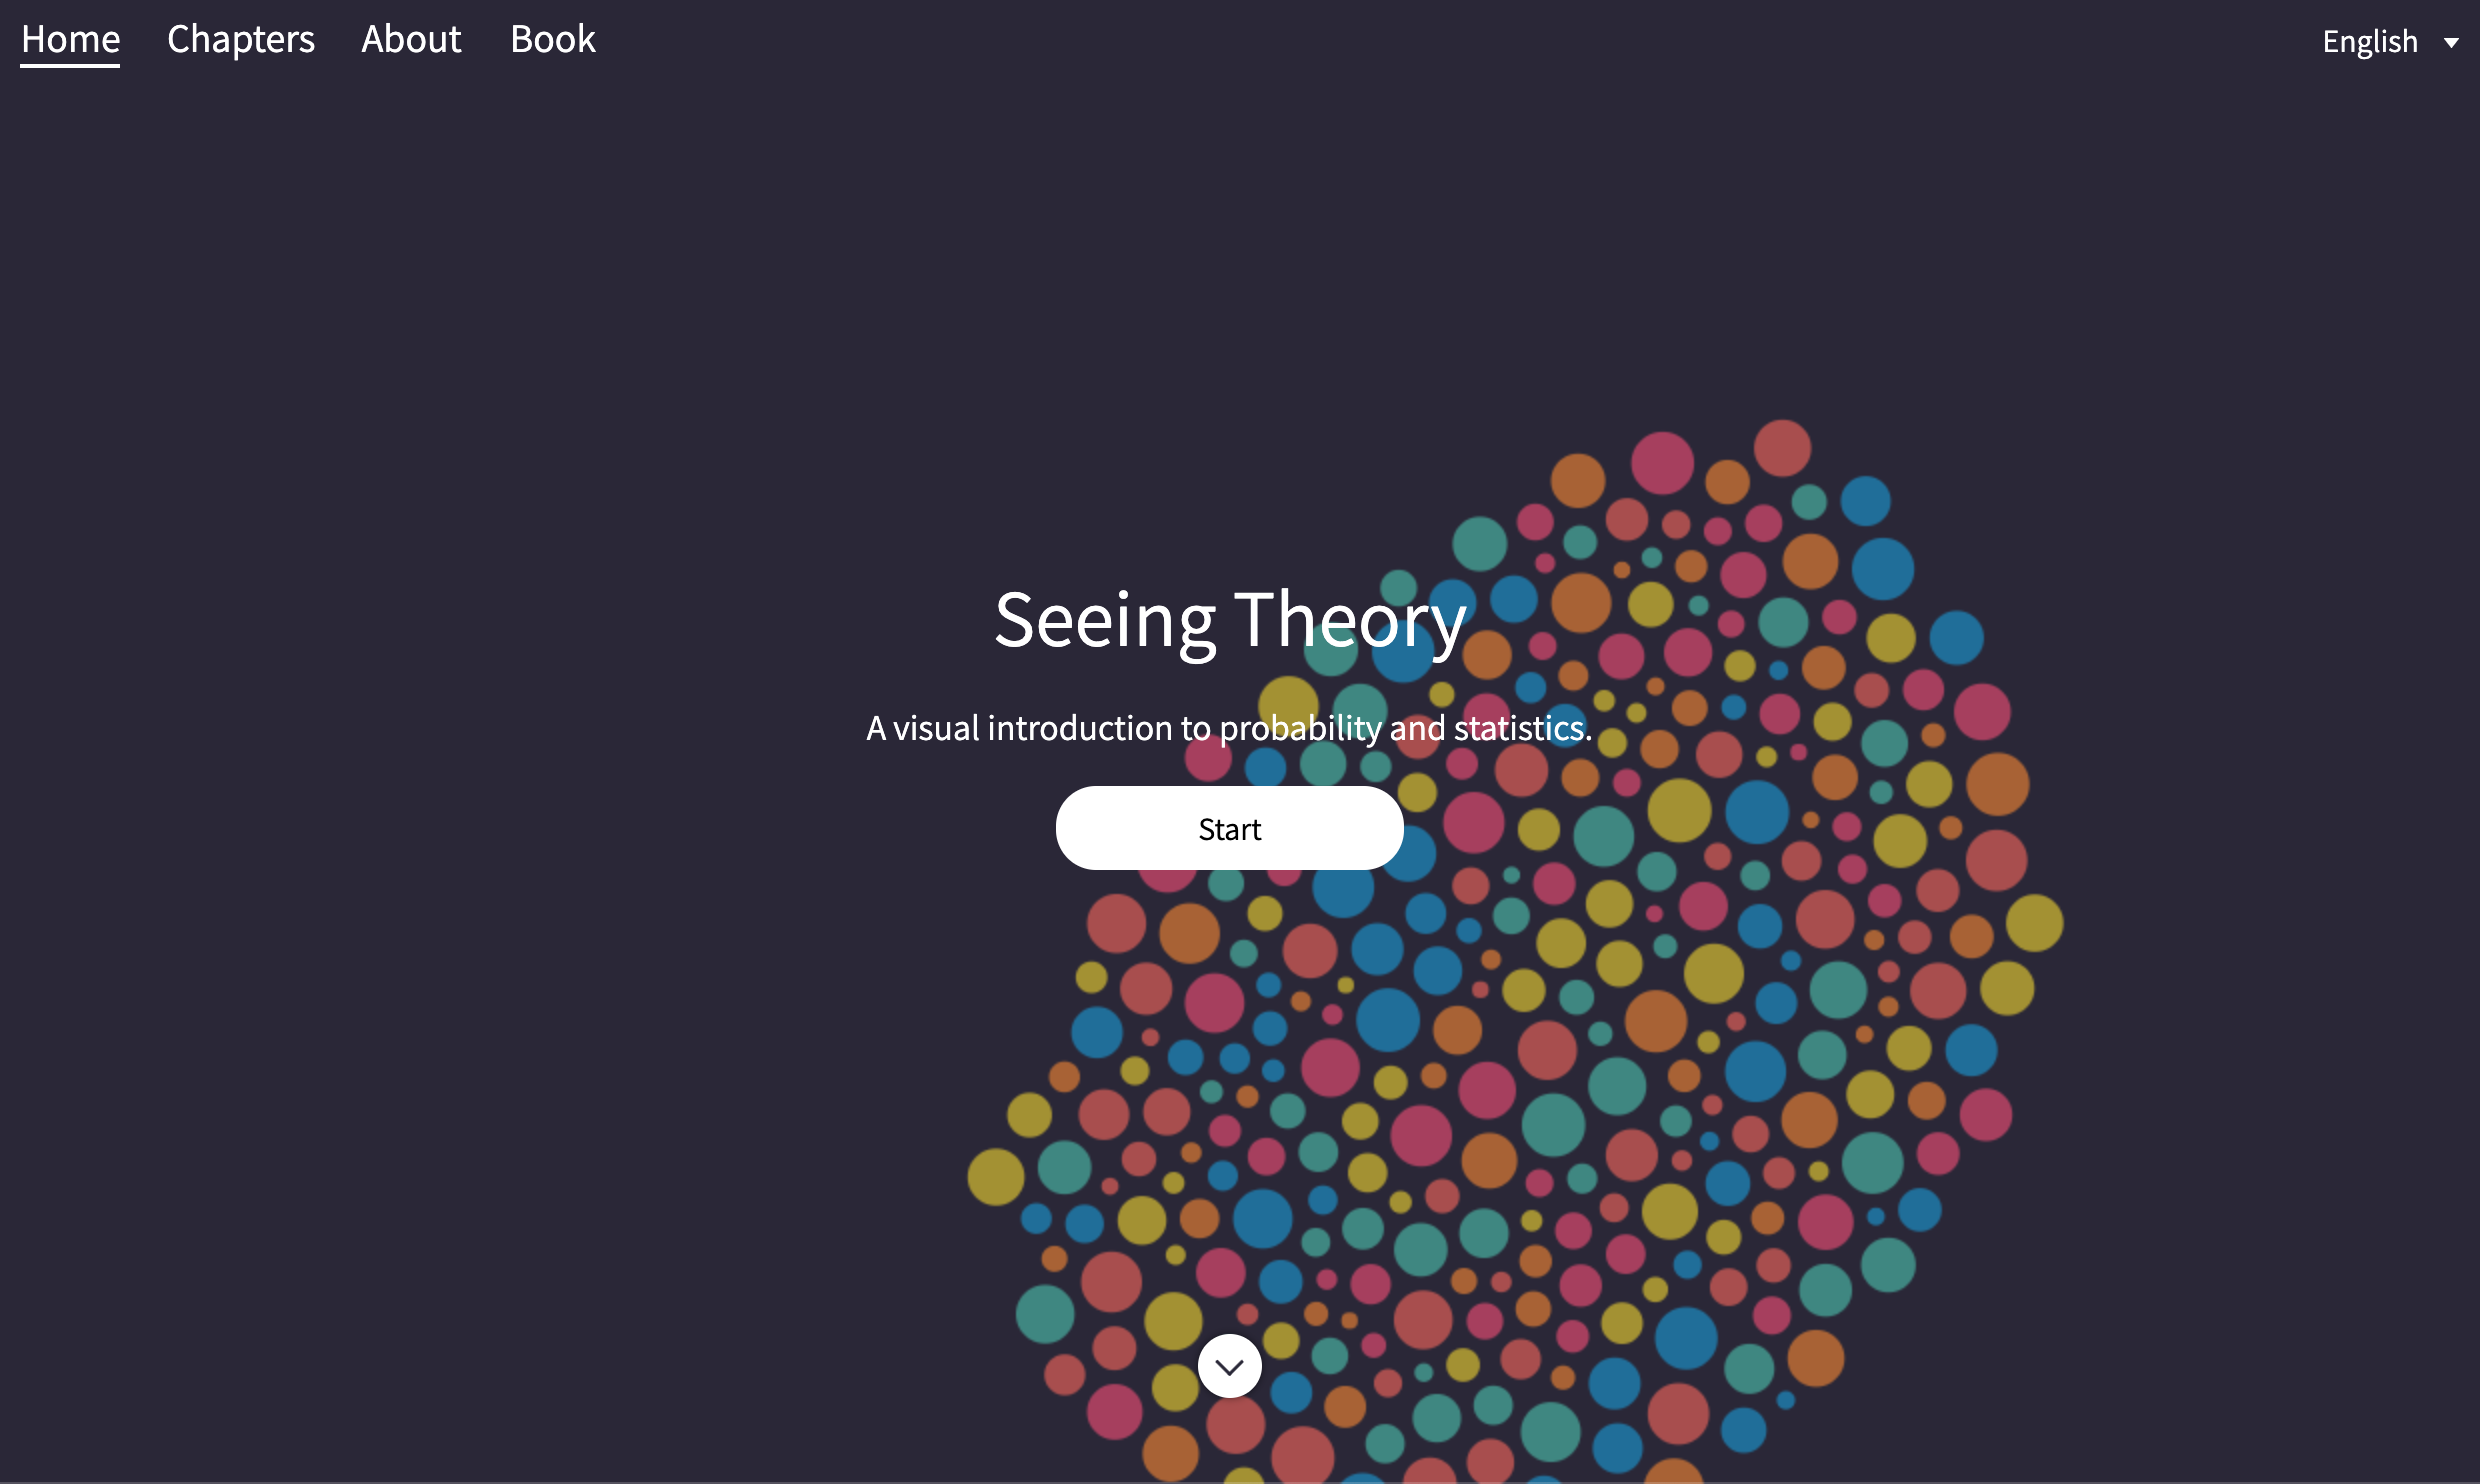 Home Chapters About Book English
Seeing Theory
A visual introduction to probability and statistics.
Start